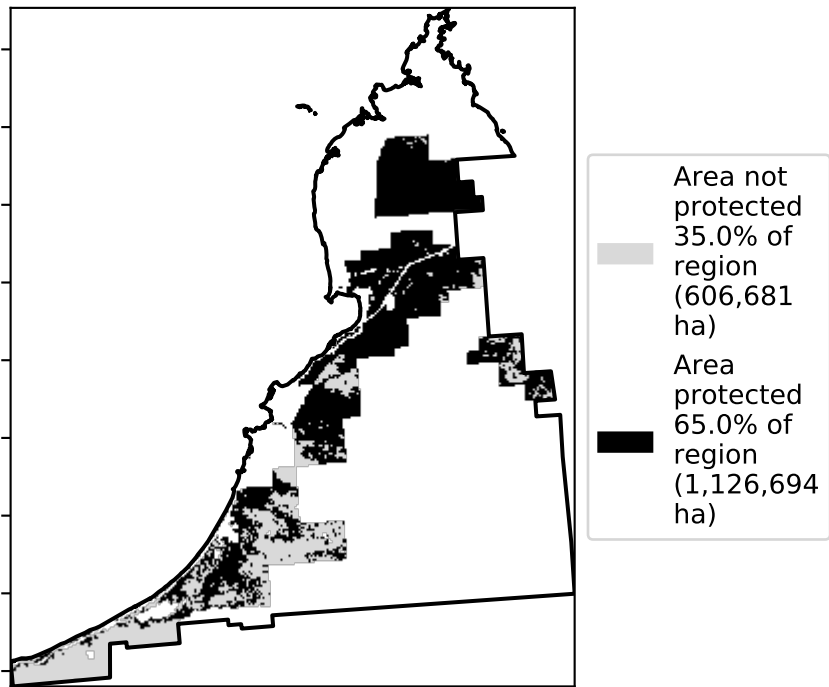 Area not
protected
35.0% of
region
(606,681
ha)
Area
protected
65.0% of
region
(1,126,694
ha)